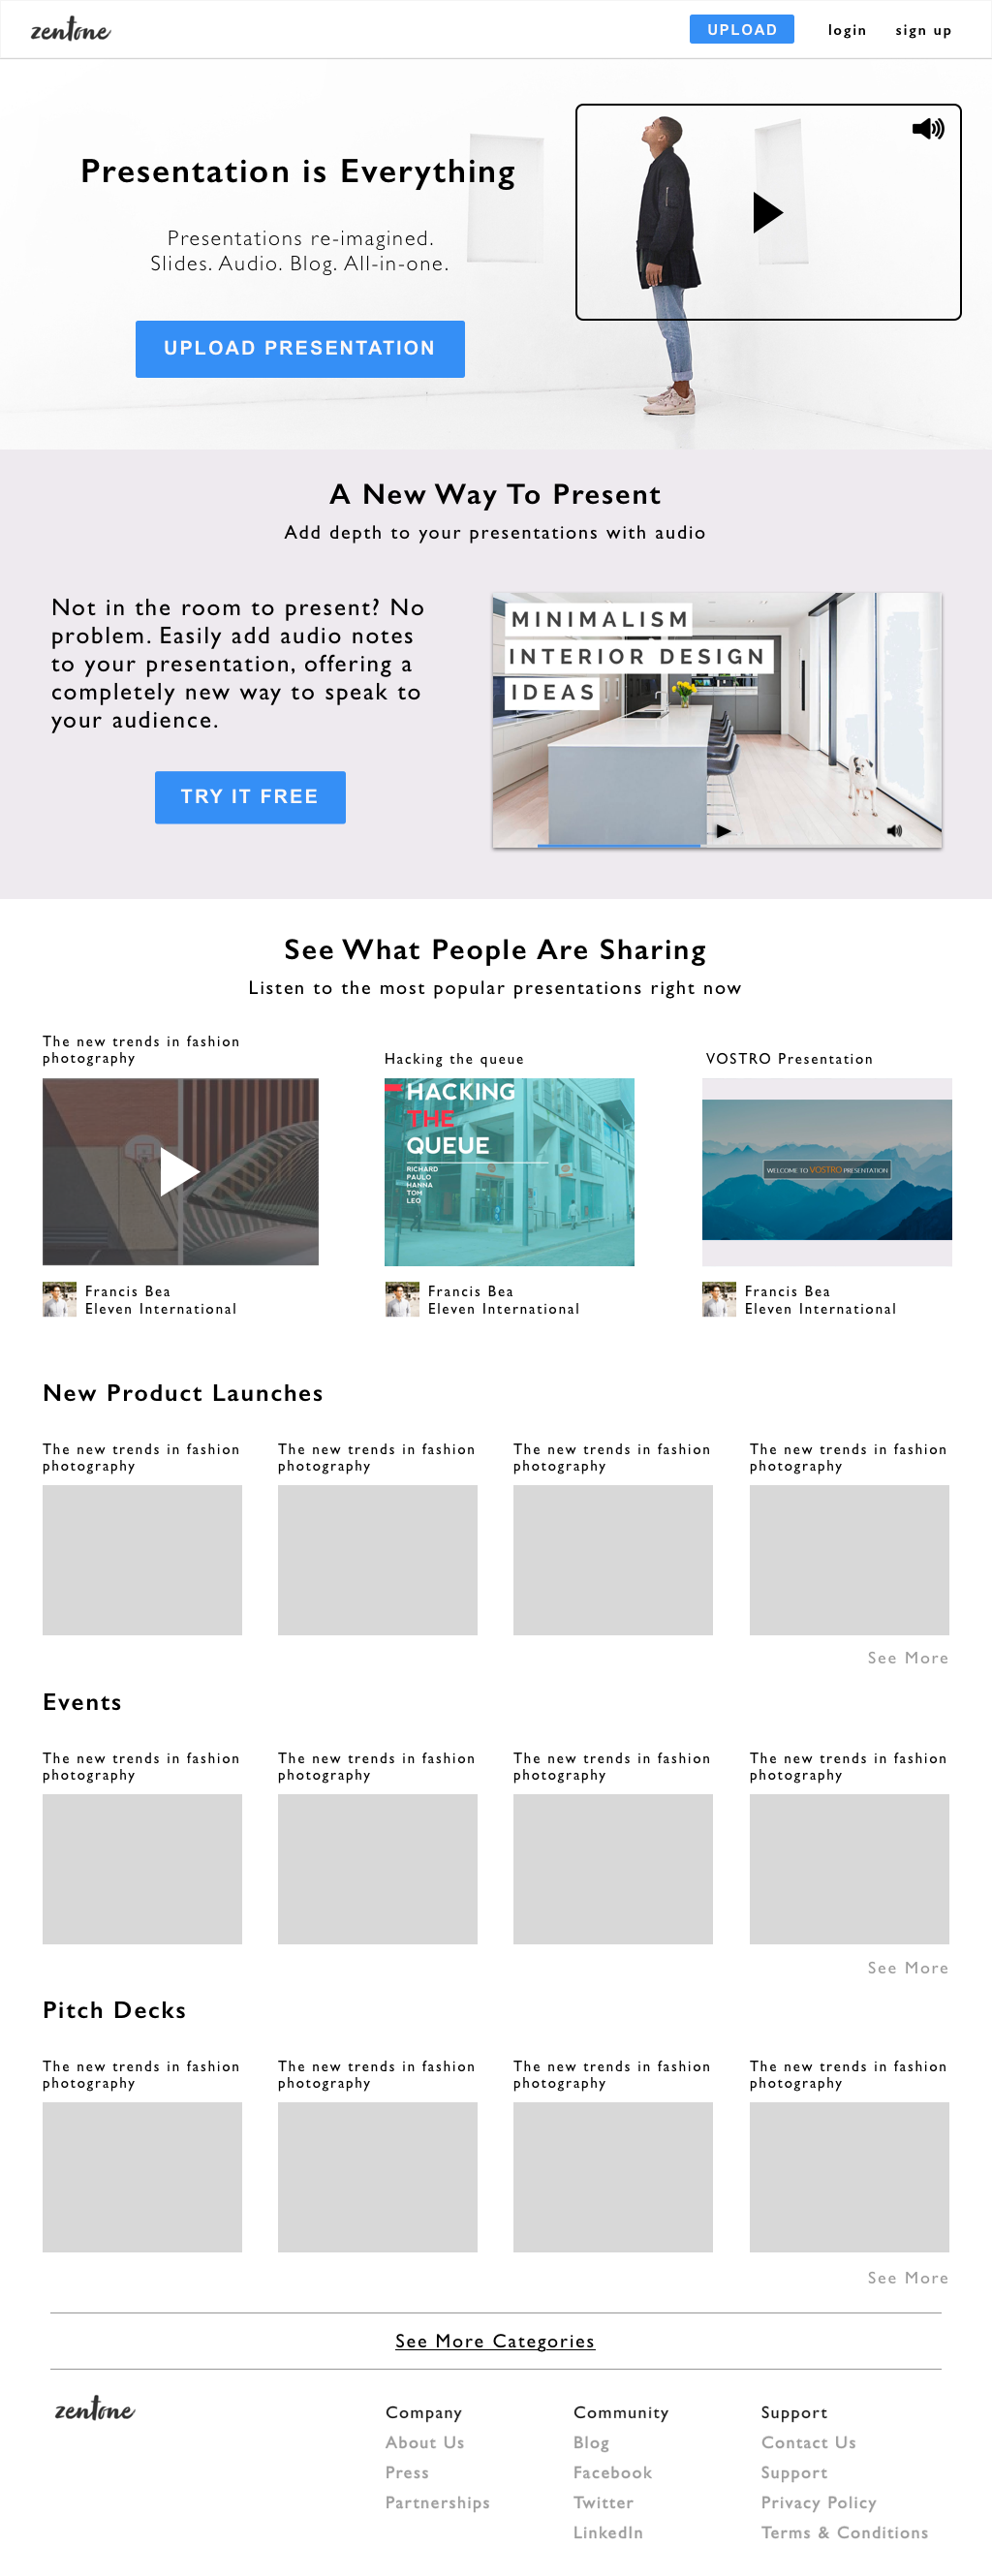 zentone
UPLOAD
login
sign up
Presentation is Everything
Presentations re-imagined.
Slides. Audio. Blog. All-in-one.
UPLOAD PRESENTATION
A New Way To Present
Add depth to your presentations with audio
Not in the room to present? No
problem. Easily add audio notes
to your presentation, offering a
completely new way to speak to
your audience.
TRY IT FREE
MINIMALISM
INTERIOR DESIGN
IDEAS
See What People Are Sharing
Listen to the most popular presentations right now
The new trends in fashion
photography
Francis Bea
Eleven International
Hacking the queue
HACKING
THE
QUEUE
RICHARD
PAULO
HANNA
TOM
LEO
Francis Bea
Eleven International
VOSTRO Presentation
WELCOME TO VOSTRO PRESENTATION
Francis Bea
Eleven International
New Product Launches
The new trends in fashion
photography
The new trends in fashion
photography
The new trends in fashion
photography
The new trends in fashion
photography
See More
Events
The new trends in fashion
photography
The new trends in fashion
photography
The new trends in fashion
photography
The new trends in fashion
photography
See More
Pitch Decks
The new trends in fashion
photography
The new trends in fashion
photography
The new trends in fashion
photography
The new trends in fashion
photography
See More
See More Categories
zentone
Company
About Us
Press
Partnerships
Community
Blog
Facebook
Twitter
LinkedIn
Support
Contact Us
Support
Privacy Policy
Terms & Conditions